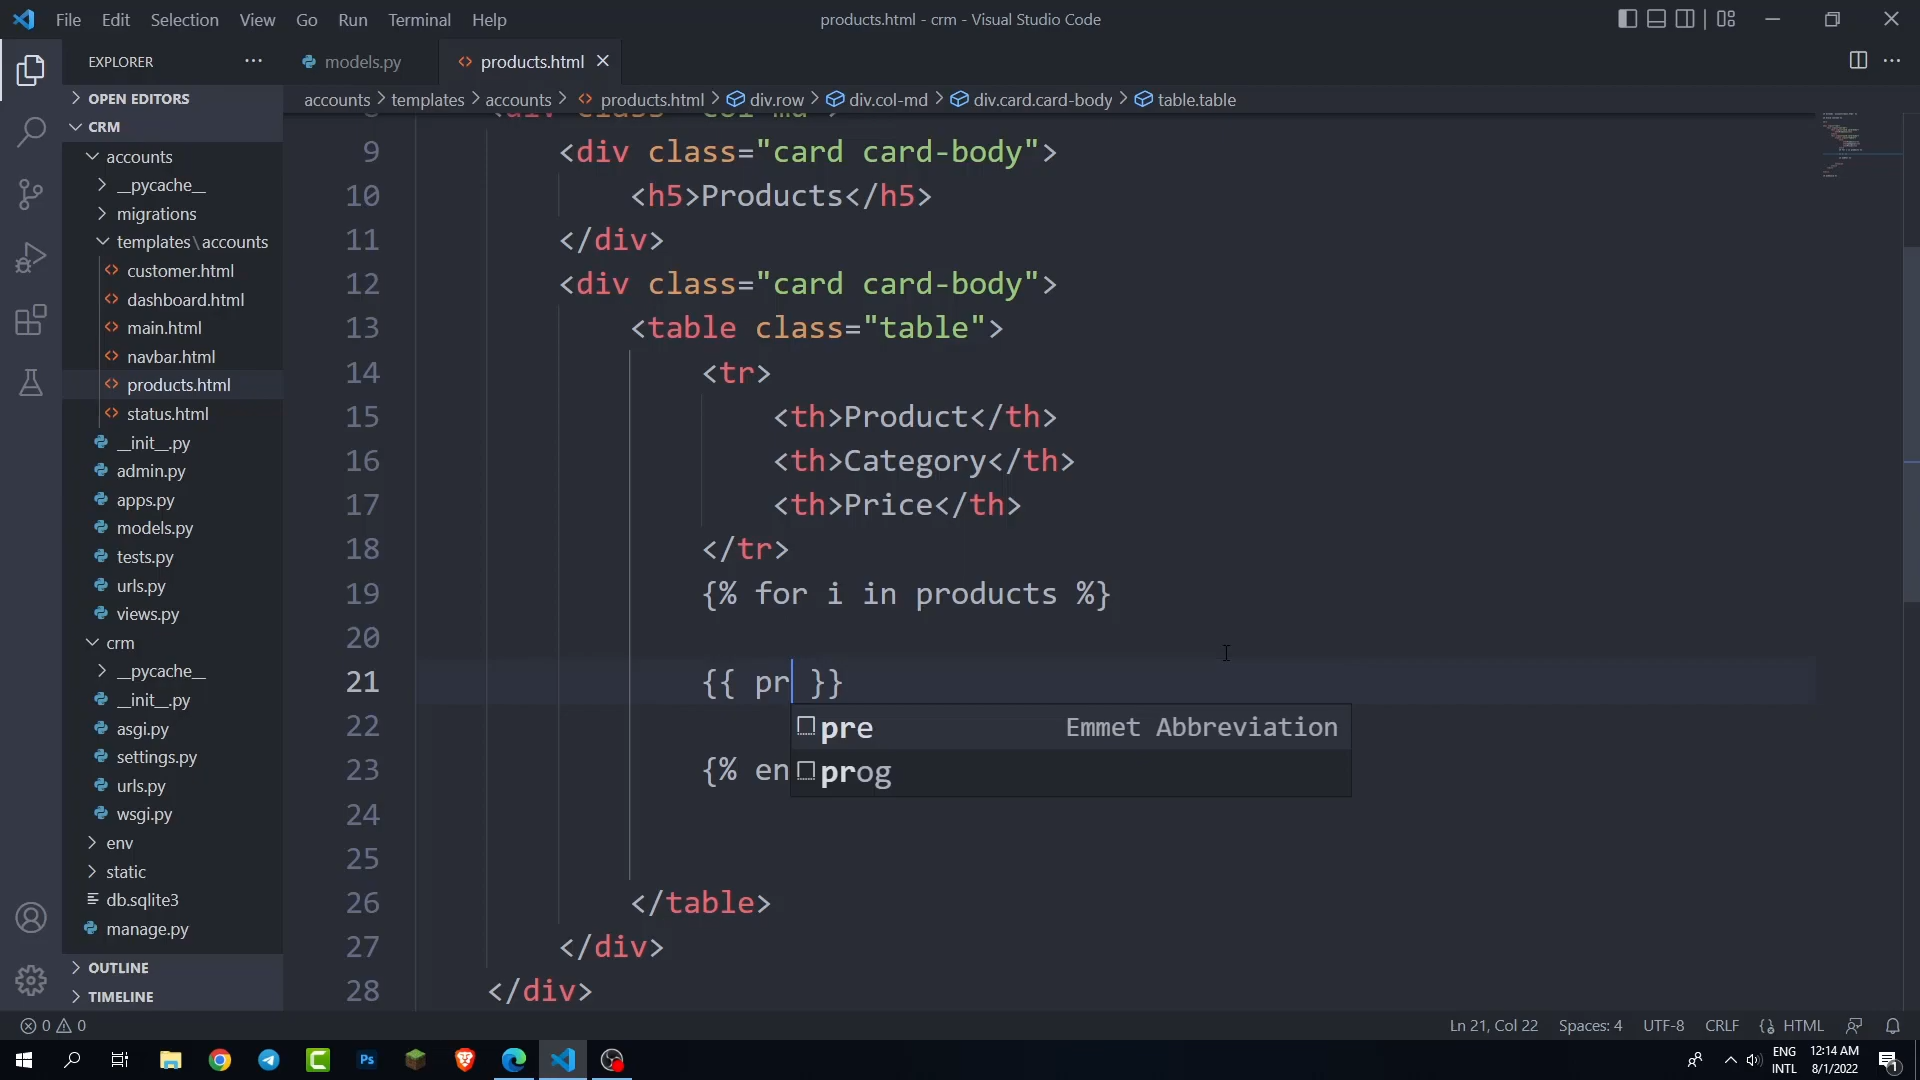 File Edit Selection View Go Run Terminal Help
products.html - crm - Visual Studio Code
EXPLORER
models.py
products.html
OPEN EDITORS
CRM
accounts
__pycache__
migrations
templates\accounts
customer.html
dashboard.html
main.html
navbar.html
products.html
status.html
__init__.py
admin.py
apps.py
models.py
tests.py
urls.py
views.py
crm
__pycache__
__init__.py
asgi.py
settings.py
urls.py
wsgi.py
env
static
db.sqlite3
manage.py
OUTLINE
TIMELINE
accounts > templates > accounts > products.html > div.row > div.col-md > div.card.card-body > table.table
9 <div class="card card-body">
10 <h5>Products</h5>
11 </div>
12 <div class="card card-body">
13 <table class="table">
14 <tr>
15 <th>Product</th>
16 <th>Category</th>
17 <th>Price</th>
18 </tr>
19 {% for i in products %}
20
21 {{ pr }}
22
pre Emmet Abbreviation
23 {% en
prog
24
25
26 </table>
27 </div>
28 </div>
0 0
Ln 21, Col 22 Spaces: 4 UTF-8 CRLF HTML
ENG
INTL
12:14 AM
8/1/2022
1
Ps